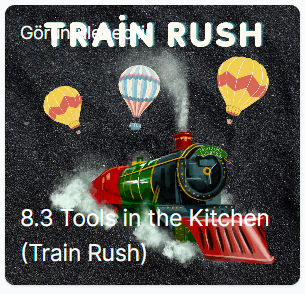 TRAİN RUSH
8.3 Tools in the Kitchen
(Train Rush)